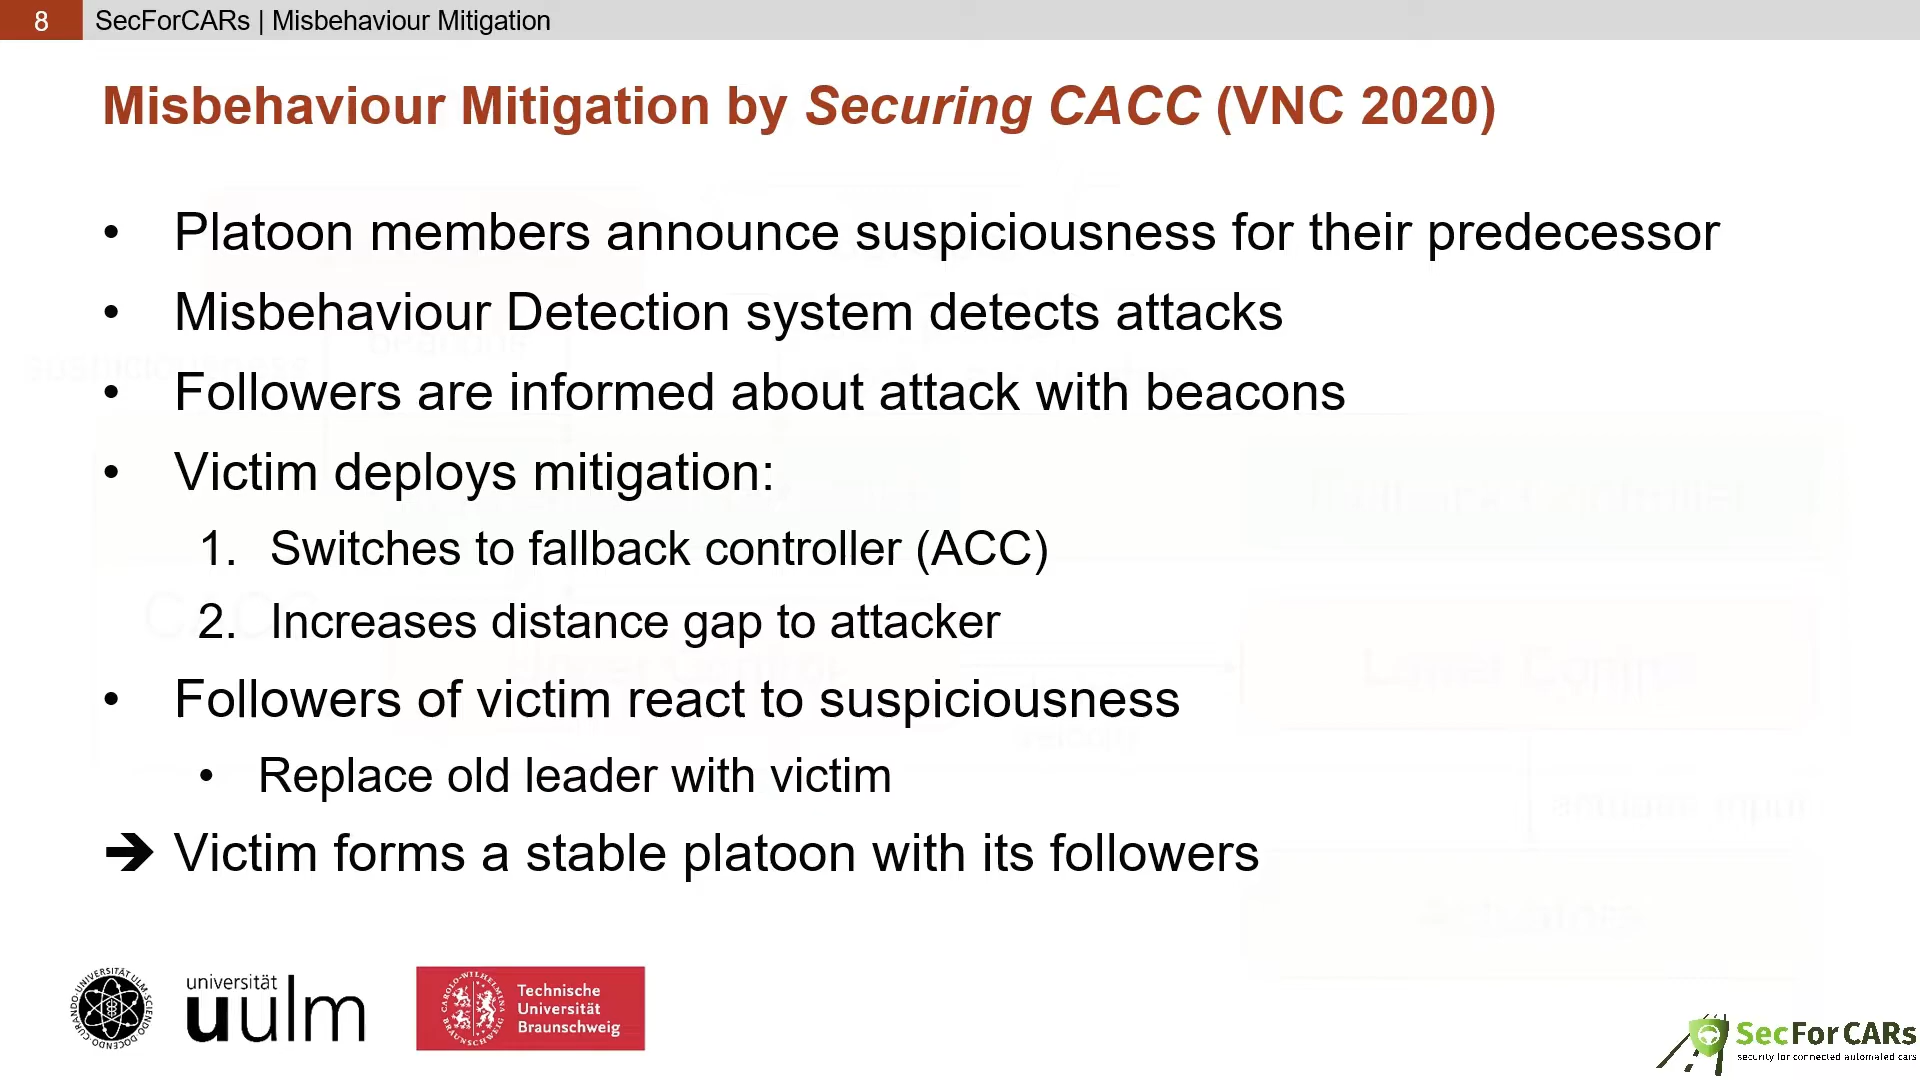 8
SecForCARs | Misbehaviour Mitigation
Misbehaviour Mitigation by Securing CACC (VNC 2020)
• Platoon members announce suspiciousness for their predecessor
• Misbehaviour Detection system detects attacks
• Followers are informed about attack with beacons
• Victim deploys mitigation:
1. Switches to fallback controller (ACC)
2. Increases distance gap to attacker
• Followers of victim react to suspiciousness
• Replace old leader with victim
➔ Victim forms a stable platoon with its followers
universität
uulm
Technische
Universität
Braunschweig
SecForCARs
security for connected automated cars